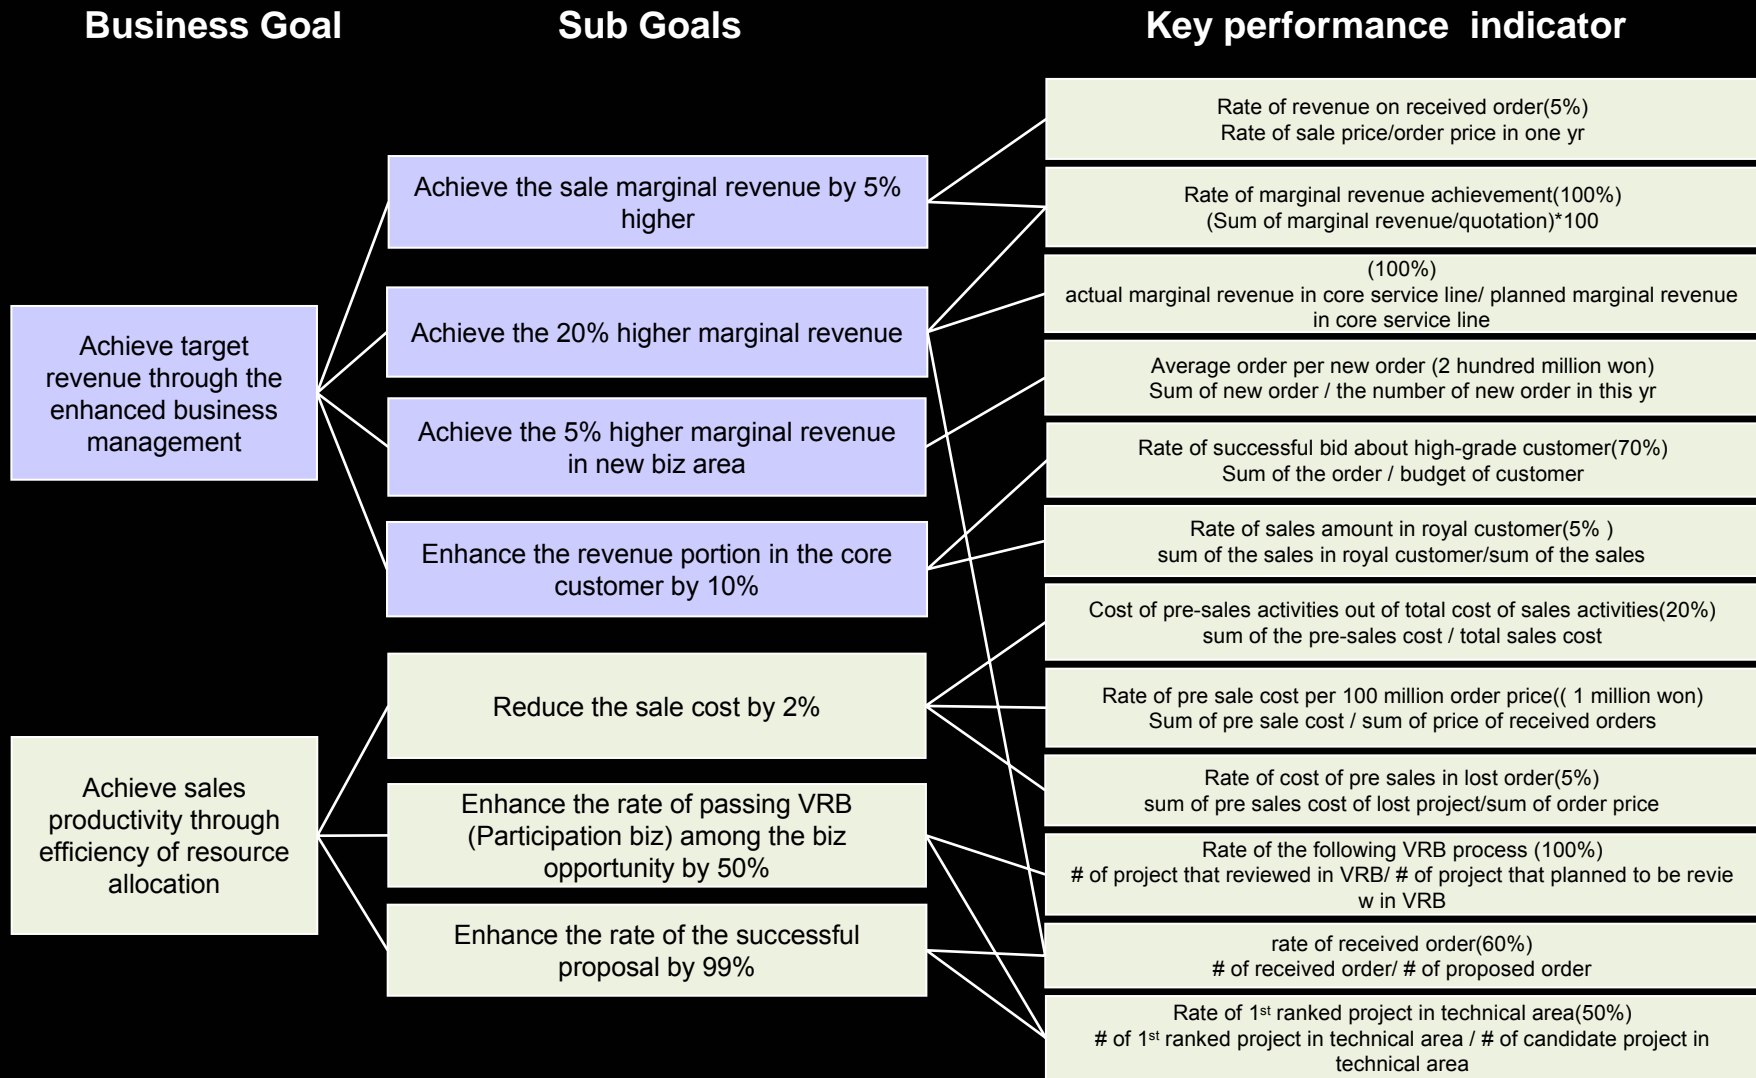 Business Goal
Sub Goals
Key performance  indicator
Achieve target
revenue through the
enhanced business
management
Achieve sales
productivity through
efficiency of resource
allocation
Achieve the sale marginal revenue by 5%
higher
Achieve the 20% higher marginal revenue
Achieve the 5% higher marginal revenue
in new biz area
Enhance the revenue portion in the core
customer by 10%
Reduce the sale cost by 2%
Enhance the rate of passing VRB
(Participation biz) among the biz
opportunity by 50%
Enhance the rate of the successful
proposal by 99%
Rate of revenue on received order(5%)
Rate of sale price/order price in one yr
Rate of marginal revenue achievement(100%)
(Sum of marginal revenue/quotation)*100
(100%)
actual marginal revenue in core service line/ planned marginal revenue
in core service line
Average order per new order (2 hundred million won)
Sum of new order / the number of new order in this yr
Rate of successful bid about high-grade customer(70%)
Sum of the order / budget of customer
Rate of sales amount in royal customer(5% )
sum of the sales in royal customer/sum of the sales
Cost of pre-sales activities out of total cost of sales activities(20%)
sum of the pre-sales cost / total sales cost
Rate of pre sale cost per 100 million order price(( 1 million won)
Sum of pre sale cost / sum of price of received orders
Rate of cost of pre sales in lost order(5%)
sum of pre sales cost of lost project/sum of order price
Rate of the following VRB process (100%)
# of project that reviewed in VRB/ # of project that planned to be revie
w in VRB
rate of received order(60%)
# of received order/ # of proposed order
Rate of 1st ranked project in technical area(50%)
# of 1st ranked project in technical area / # of candidate project in
technical area